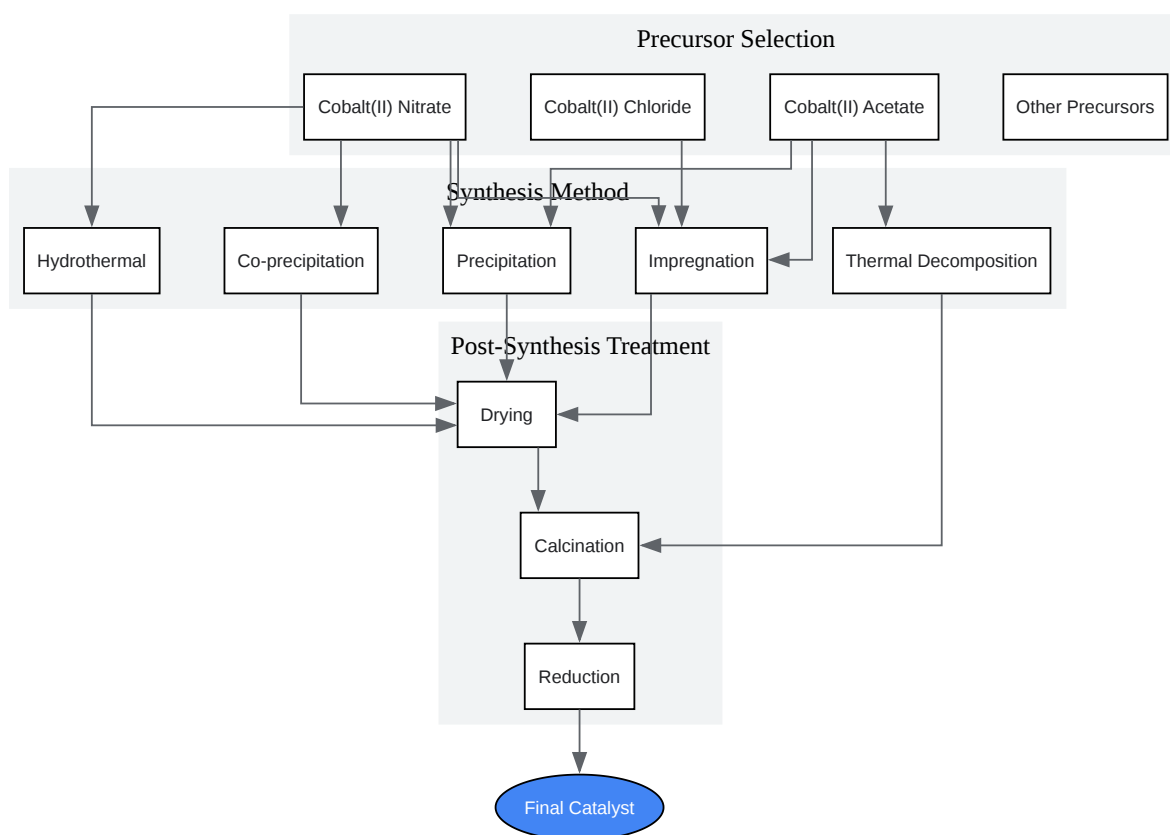 Precursor Selection
Cobalt(II) Nitrate
Cobalt(II) Chloride
Cobalt(II) Acetate
Other Precursors
Synthesis Method
Hydrothermal
Co-precipitation
Precipitation
Impregnation
Thermal Decomposition
Post-Synthesis Treatment
Drying
Calcination
Reduction
Final Catalyst